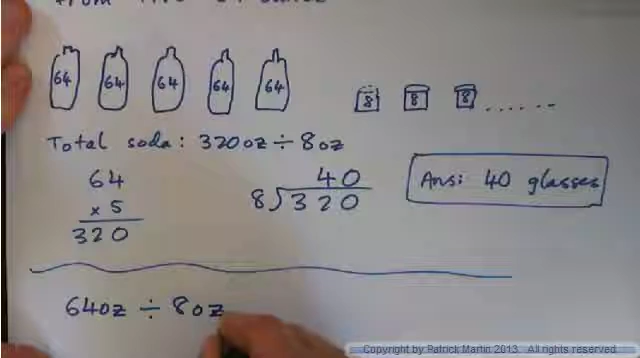 64 64 64 64 64
8 8 8 ......
Total soda: 320oz ÷ 8oz
64
x 5
320
40
8)320
Ans: 40 glasses
64oz ÷ 8oz
Copyright by Patrick Martin 2013. All rights reserved.